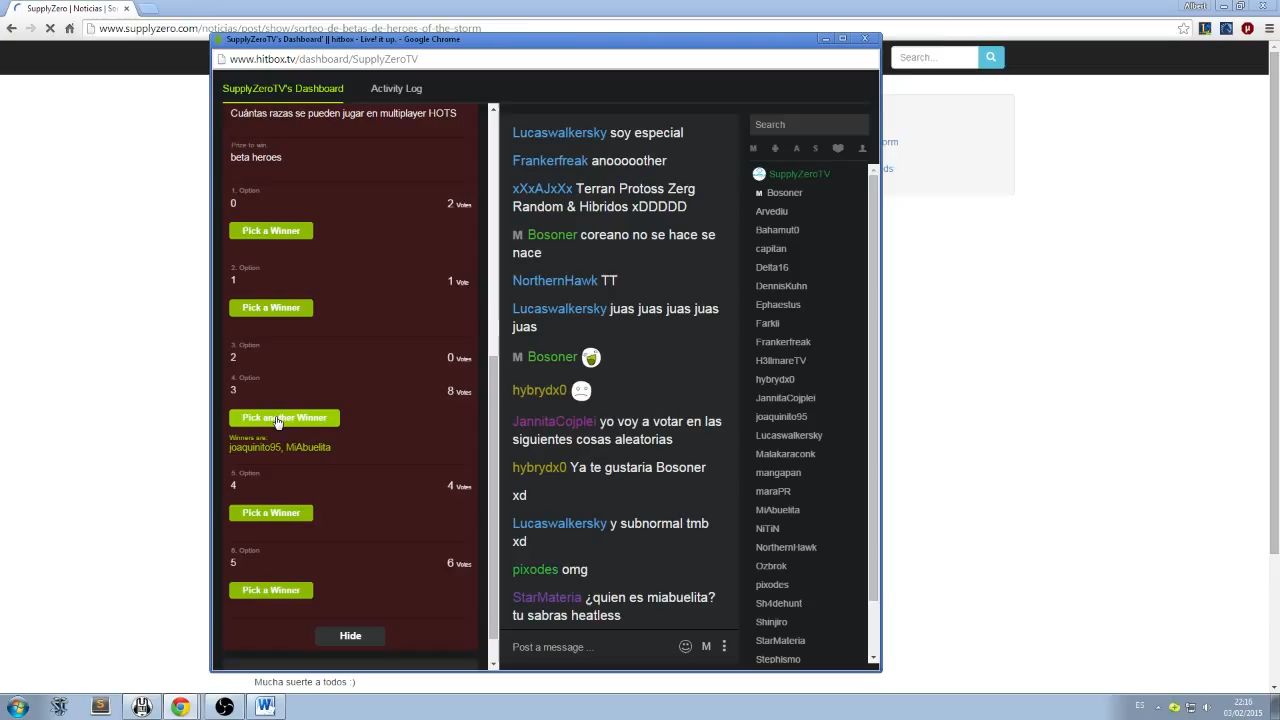 SupplyZero | Noticias | Soc
Albert
www.supplyzero.com/noticias/post/show/sorteo-de-betas-de-heroes-of-the-storm
SupplyZeroTV's Dashboard' || hitbox - Live! it up. - Google Chrome
www.hitbox.tv/dashboard/SupplyZeroTV
Search...
SupplyZeroTV's Dashboard
Activity Log
Cuántas razas se pueden jugar en multiplayer HOTS
Prize to win
beta heroes
1. Option
0
2 Votes
Pick a Winner
2. Option
1
1 Vote
Pick a Winner
3. Option
2
0 Votes
4. Option
3
8 Votes
Pick another Winner
Winners are:
joaquinito95, MiAbuelita
5. Option
4
4 Votes
Pick a Winner
6. Option
5
6 Votes
Pick a Winner
Hide
Lucaswalkersky soy especial
Frankerfreak anooooother
xXxAJxXx Terran Protoss Zerg
Random & Hibridos xDDDDD
M Bosoner coreano no se hace se
nace
NorthernHawk TT
Lucaswalkersky juas juas juas juas
juas
M Bosoner
hybrydx0
JannitaCojplei yo voy a votar en las
siguientes cosas aleatorias
hybrydx0 Ya te gustaria Bosoner
xd
Lucaswalkersky y subnormal tmb
xD
pixodes omg
StarMateria ¿quien es miabuelita?
tu sabras heatless
Post a message ...
M
Search
M
A
S
SupplyZeroTV
M Bosoner
Arvediu
Bahamut0
capitan
Delta16
DennisKuhn
Ephaestus
Farkli
Frankerfreak
H3llmareTV
hybrydx0
JannitaCojplei
joaquinito95
Lucaswalkersky
Malakaraconk
mangapan
maraPR
MiAbuelita
NiTiN
NorthernHawk
Ozbrok
pixodes
Sh4dehunt
Shinjiro
StarMateria
Stephismo
orm
ds
Mucha suerte a todos :)
ES
22:16
03/02/2015